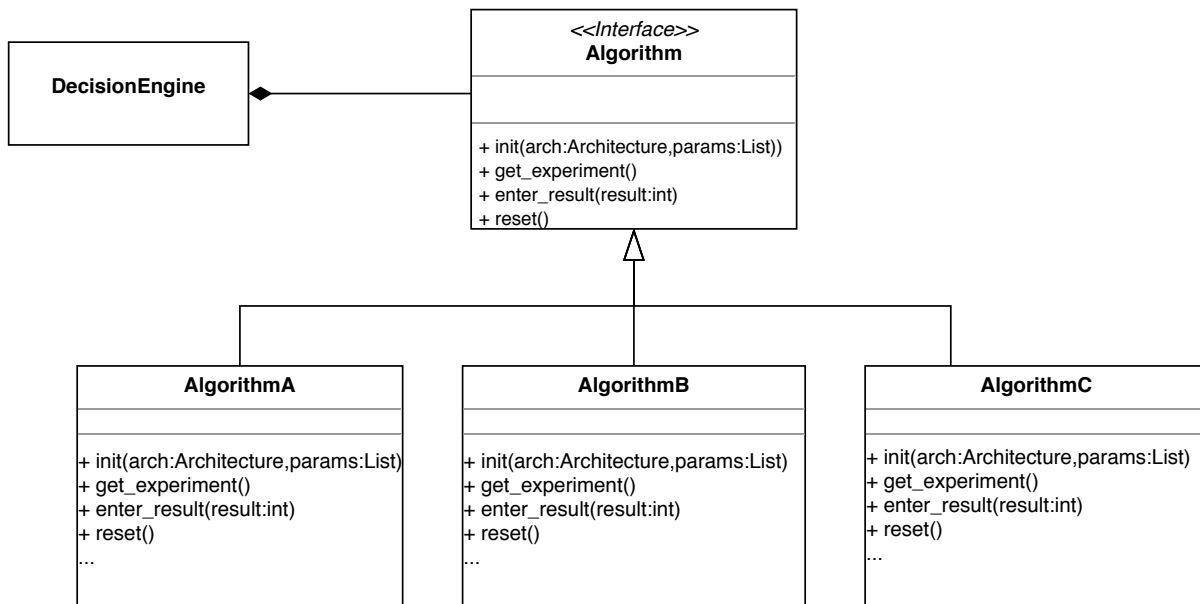 <<Interface>>
Algorithm
DecisionEngine
+ init(arch:Architecture,params:List))
+ get_experiment()
+ enter_result(result:int)
+ reset()
AlgorithmA
+ init(arch:Architecture,params:List)
+ get_experiment()
+ enter_result(result:int)
+ reset()
...
AlgorithmB
+ init(arch:Architecture,params:List)
+ get_experiment()
+ enter_result(result:int)
+ reset()
...
AlgorithmC
+ init(arch:Architecture,params:List)
+ get_experiment()
+ enter_result(result:int)
+ reset()
...